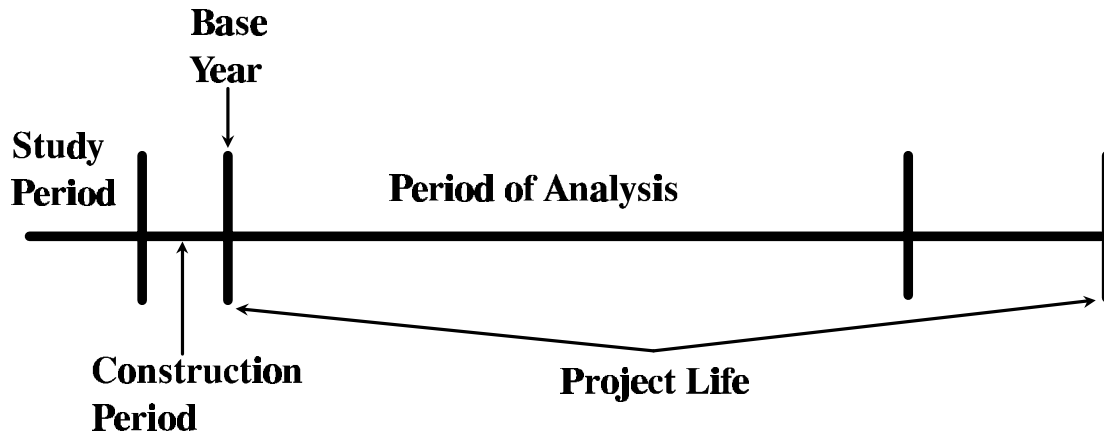 Base
Year
Study
Period
Period of Analysis
Construction
Period
Project Life